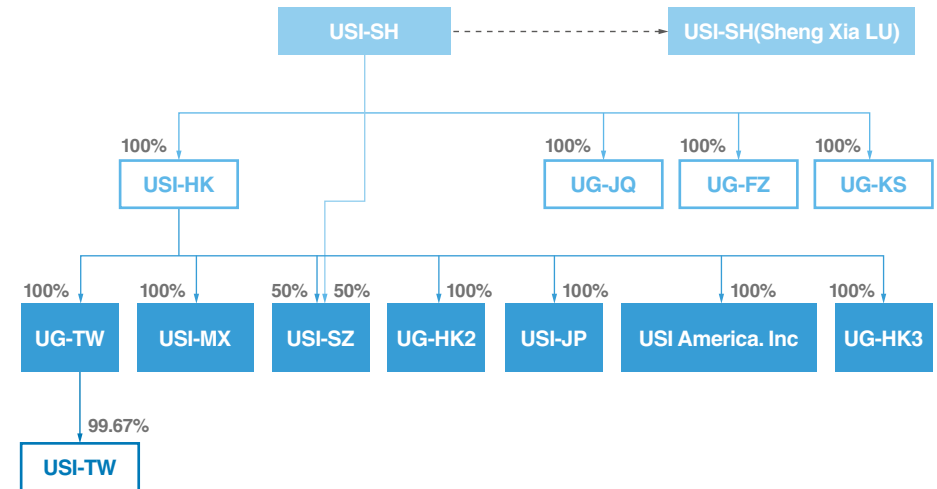 USI-SH
USI-SH(Sheng Xia LU)
100%
100%
100%
100%
USI-HK
UG-JQ
UG-FZ
UG-KS
100%
100%
50%
50%
100%
100%
100%
100%
UG-TW
USI-MX
USI-SZ
UG-HK2
USI-JP
USI America. Inc
UG-HK3
99.67%
USI-TW